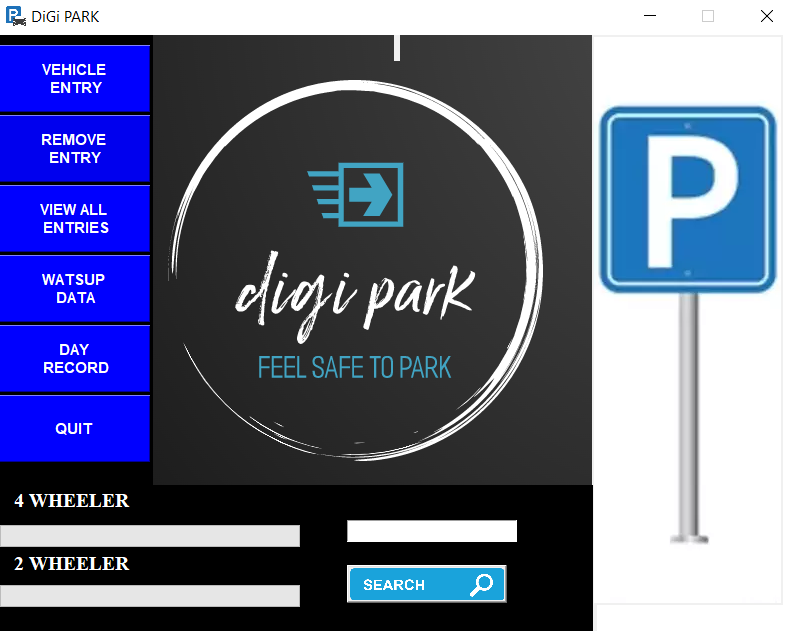 DiGi PARK
VEHICLE
ENTRY
REMOVE
ENTRY
VIEW ALL
ENTRIES
WATSUP
DATA
DAY
RECORD
QUIT
digi park
FEEL SAFE TO PARK
P
4 WHEELER
2 WHEELER
SEARCH